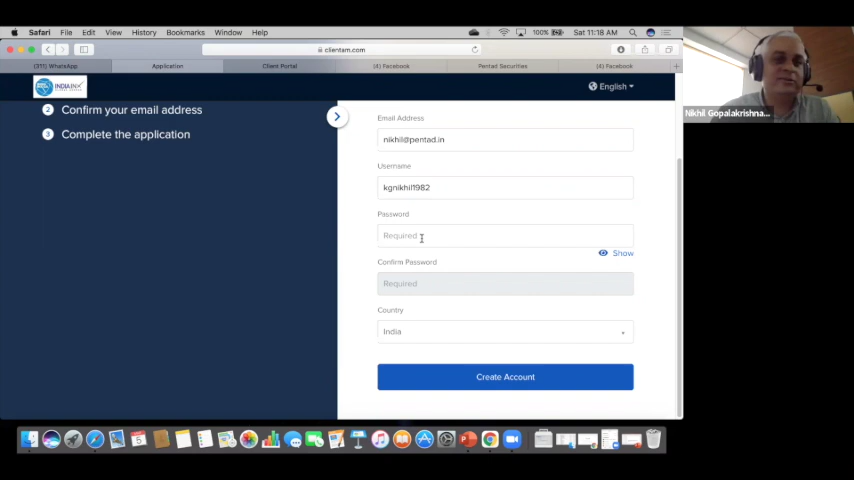 Safari File Edit View History Bookmarks Window Help 100% Sat 11:18 AM
clientam.com
(311) WhatsApp Application Client Portal (4) Facebook Pentad Securities (4) Facebook
INDIA INX
English
2 Confirm your email address
3 Complete the application
Email Address
nikhil@pentad.in
Username
kgnikhil1982
Password
Required
Show
Confirm Password
Required
Country
India
Create Account
Nikhil Gopalakrishna...